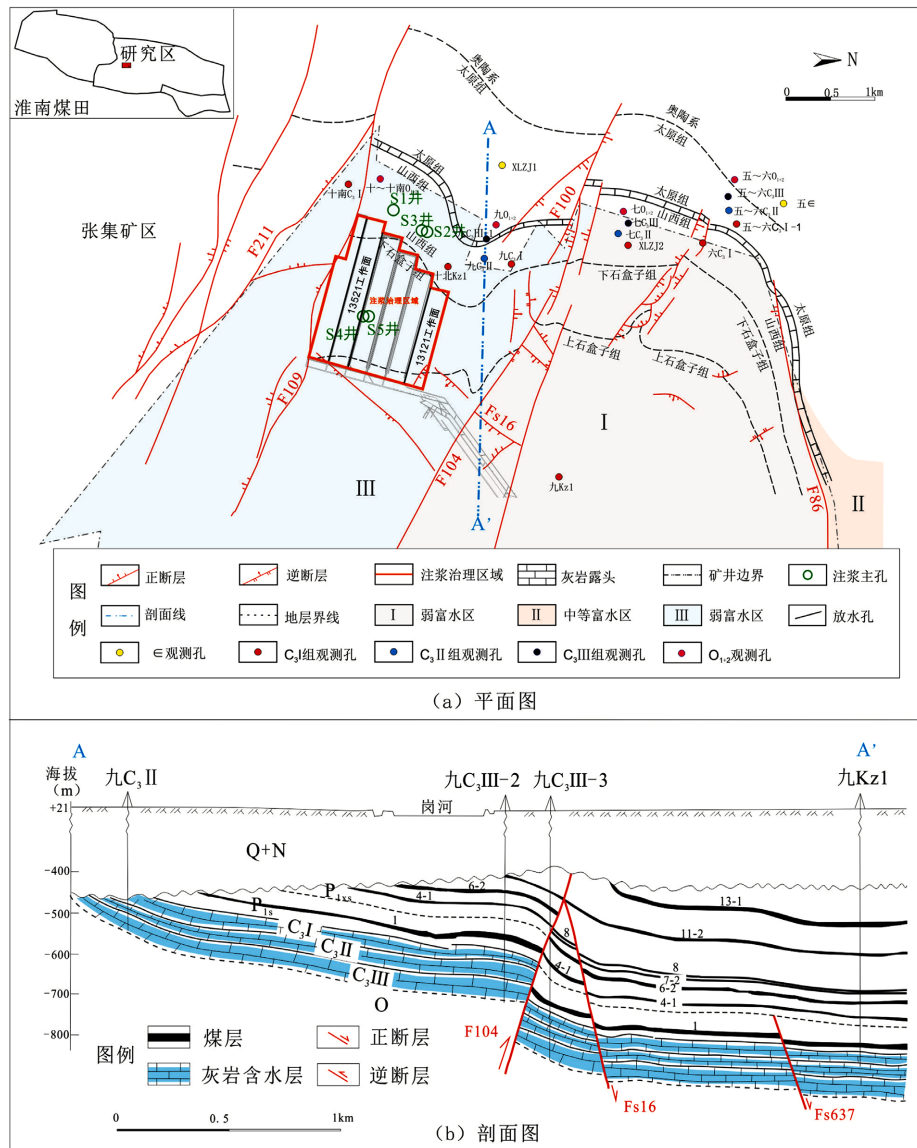 研究区
淮南煤田
N
0 0.5 1km
奥陶系
太原组
奥陶系
太原组
A
XLZJ1
太原组
山西组
十南C₃Ⅰ
十~十南O
S1井
S3井
S2井
山西组
C₃Ⅲ-1
九O₁₊₂
九C₃Ⅱ
九C₃Ⅰ
十北Kz1
下石盒子组
张集矿区
F211
F100
太原组
山西组
七O₁₊₂
七C₃Ⅲ
七C₃Ⅱ
XLZJ2
六C₃Ⅰ
五~六O₁₊₂
五~六C₃Ⅲ
五~六C₃Ⅱ
五~六C₃Ⅰ-1
五∈
下石盒子组
上石盒子组
上石盒子组
太原组
山西组
下石盒子组
13521工作面
注浆治理区域
S4井
S5井
13121工作面
F109
Fs16
F104
Ⅰ
Ⅲ
九Kz1
F86
Ⅱ
A'
图例
正断层
逆断层
注浆治理区域
灰岩露头
矿井边界
注浆主孔
剖面线
地层界线
Ⅰ 弱富水区
Ⅱ 中等富水区
Ⅲ 弱富水区
放水孔
∈观测孔
C₃Ⅰ组观测孔
C₃Ⅱ组观测孔
C₃Ⅲ组观测孔
O₁₊₂观测孔
(a) 平面图
A
A'
海拔
(m)
九C₃Ⅱ
九C₃Ⅲ-2
九C₃Ⅲ-3
九Kz1
+21
岗河
Q+N
-400
-500
-600
-700
-800
P₁ₛ
P₁ₓₛ
4-1
6-2
1
C₃Ⅰ
C₃Ⅱ
C₃Ⅲ
O
8
4-1
13-1
11-2
8
7-2
6-2
4-1
1
F104
Fs16
Fs637
图例
煤层
正断层
灰岩含水层
逆断层
0 0.5 1km
(b) 剖面图